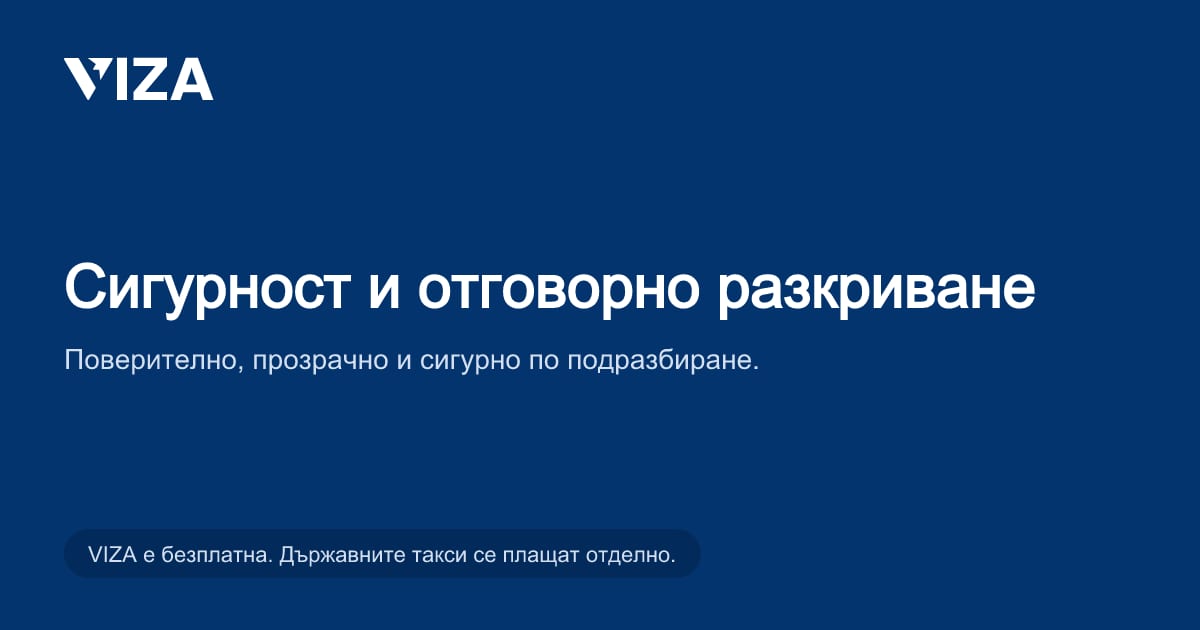 VIZA
Сигурност и отговорно разкриване
Поверително, прозрачно и сигурно по подразбиране.
VIZA е безплатна. Държавните такси се плащат отделно.